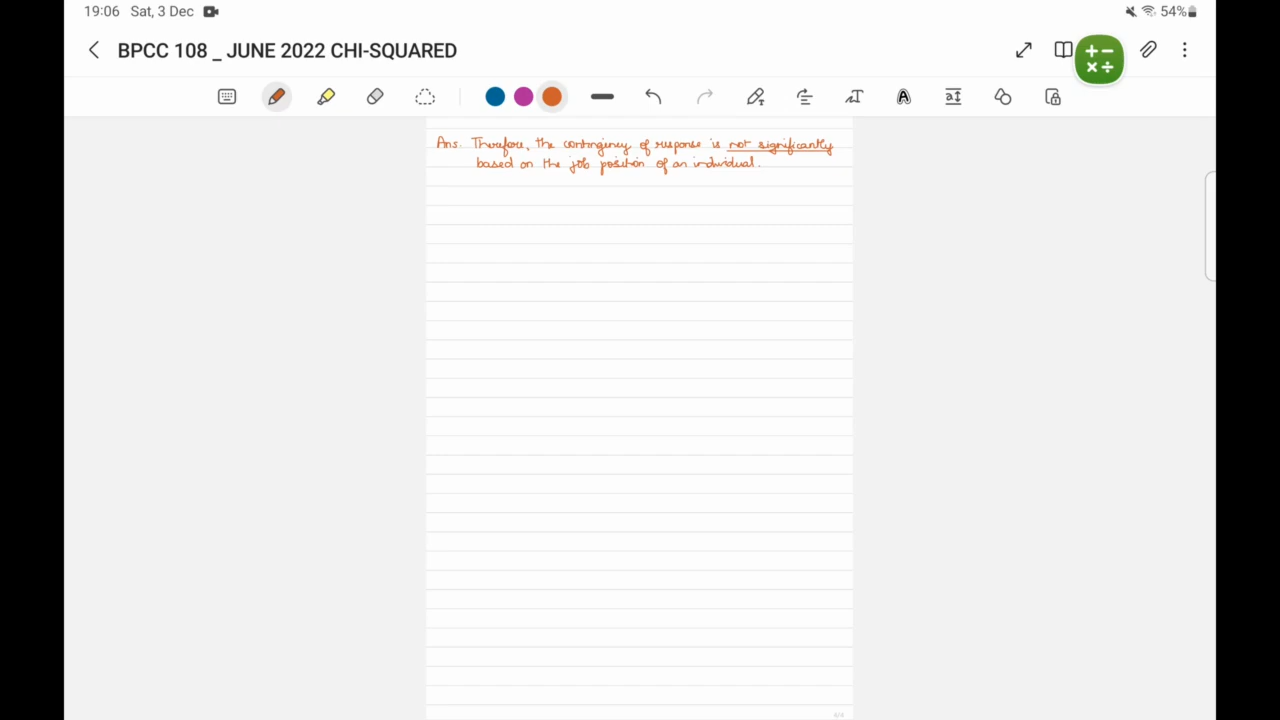 19:06 Sat, 3 Dec 54%
BPCC 108 _ JUNE 2022 CHI-SQUARED
Ans. Therefore, the contingency of response is not significantly
based on the job position of an individual.